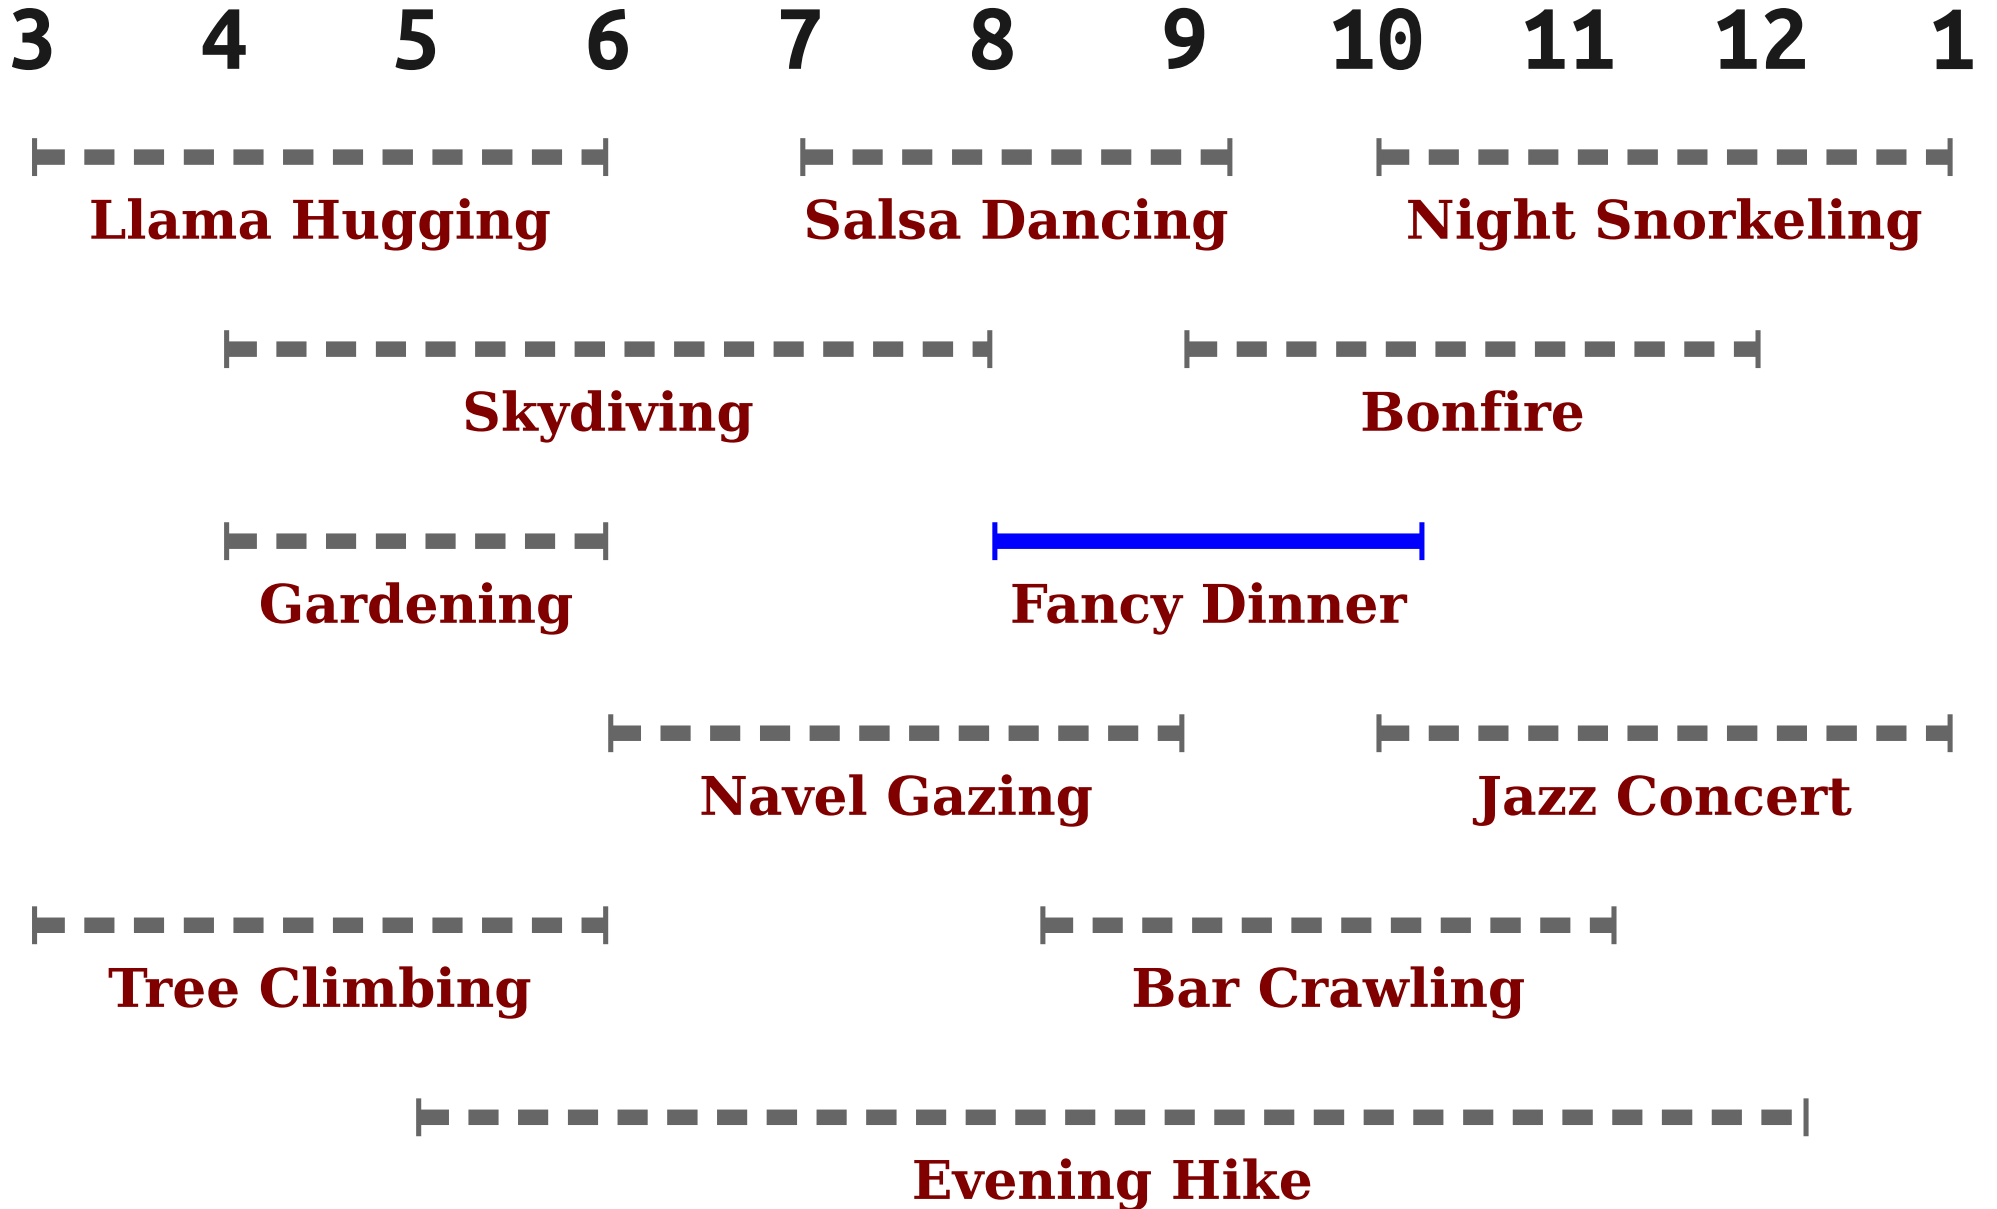 3 4 5 6 7 8 9 10 11 12 1
Llama Hugging Salsa Dancing Night Snorkeling
Skydiving Bonfire
Gardening Fancy Dinner
Navel Gazing Jazz Concert
Tree Climbing Bar Crawling
Evening Hike